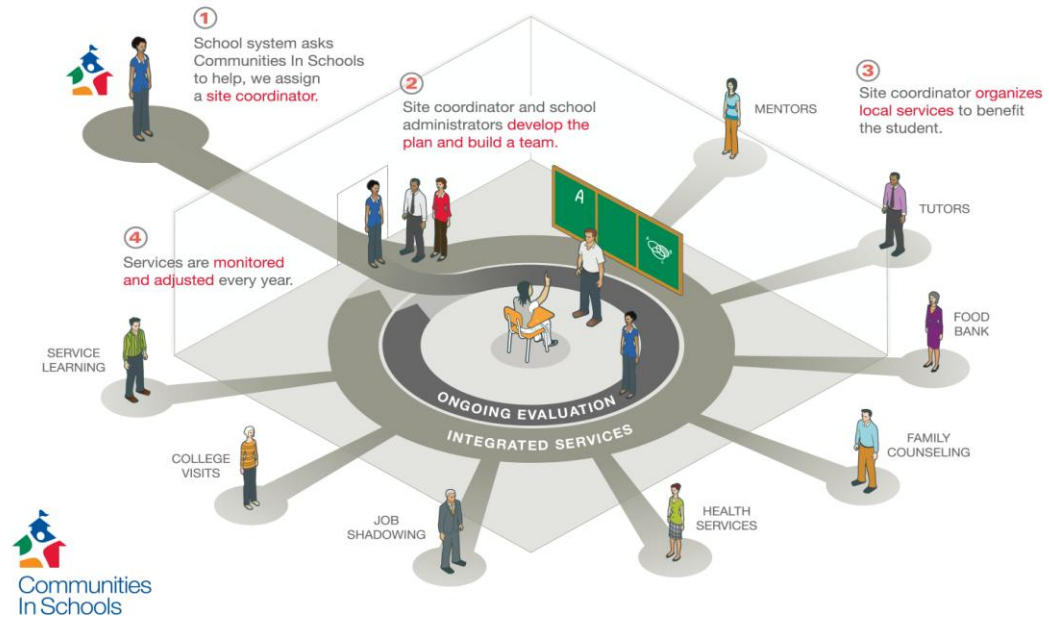 1
School system asks
Communities In Schools
to help, we assign
a site coordinator.
2
Site coordinator and school
administrators develop the
plan and build a team.
3
Site coordinator organizes
local services to benefit
the student.
4
Services are monitored
and adjusted every year.
MENTORS
TUTORS
FOOD
BANK
FAMILY
COUNSELING
HEALTH
SERVICES
JOB
SHADOWING
COLLEGE
VISITS
SERVICE
LEARNING
A
ONGOING EVALUATION
INTEGRATED SERVICES
Communities
In Schools